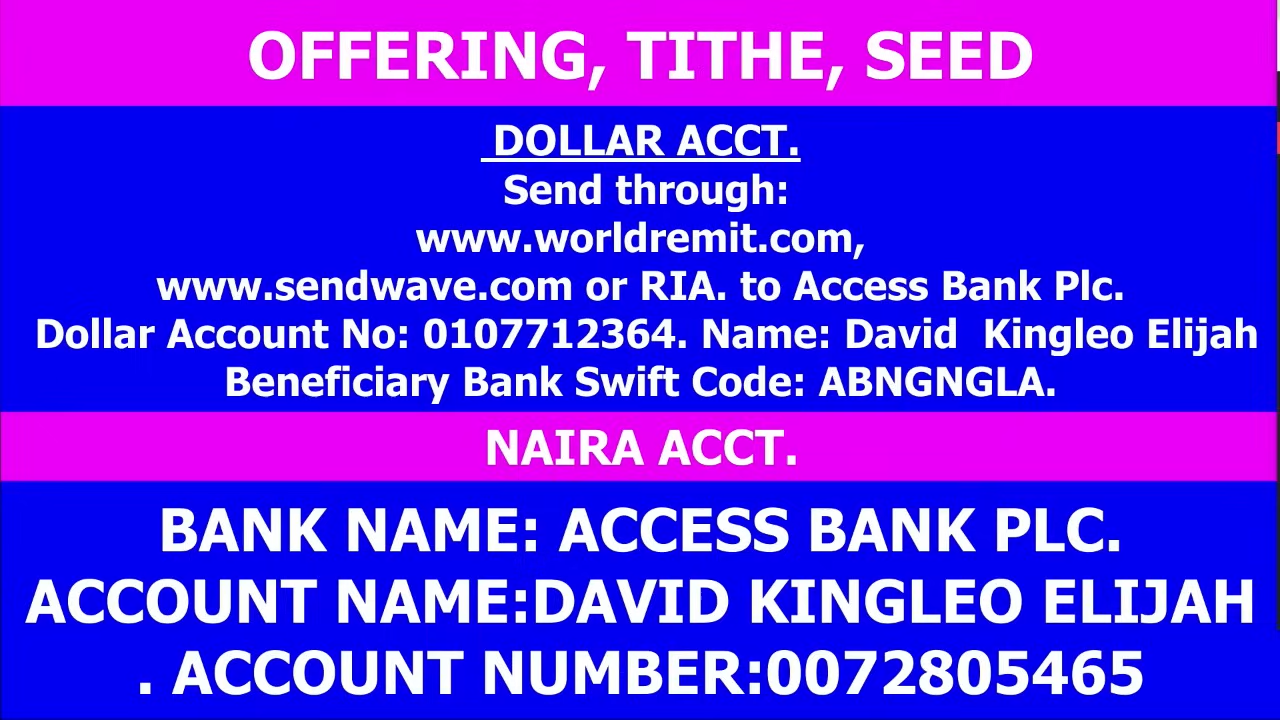 OFFERING, TITHE, SEED
DOLLAR ACCT.
Send through:
www.worldremit.com,
www.sendwave.com or RIA. to Access Bank Plc.
Dollar Account No: 0107712364. Name: David  Kingleo Elijah
Beneficiary Bank Swift Code: ABNGNGLA.
NAIRA ACCT.
BANK NAME: ACCESS BANK PLC.
ACCOUNT NAME:DAVID KINGLEO ELIJAH
. ACCOUNT NUMBER:0072805465